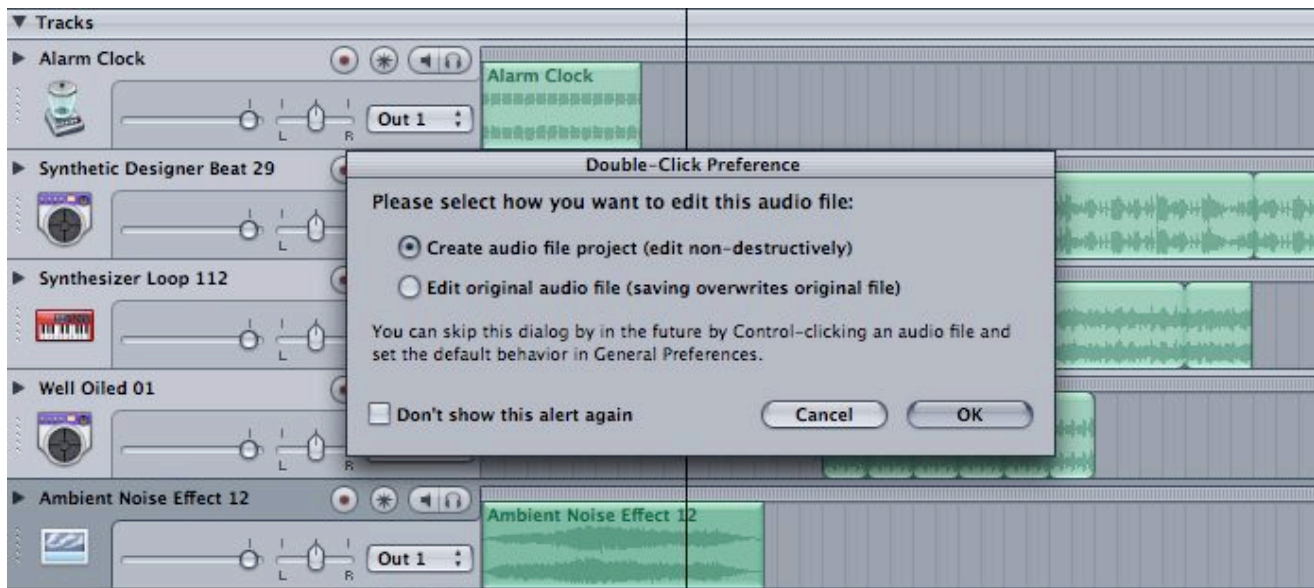 Tracks
Alarm Clock
Alarm Clock
L
R
Out 1
Synthetic Designer Beat 29
Double-Click Preference
Please select how you want to edit this audio file:
L
Create audio file project (edit non-destructively)
Synthesizer Loop 112
Edit original audio file (saving overwrites original file)
You can skip this dialog by in the future by Control-clicking an audio file and
set the default behavior in General Preferences.
L
Well Oiled 01
Don't show this alert again
Cancel
OK
L
R
Ambient Noise Effect 12
Ambient Noise Effect 12
L
R
Out 1